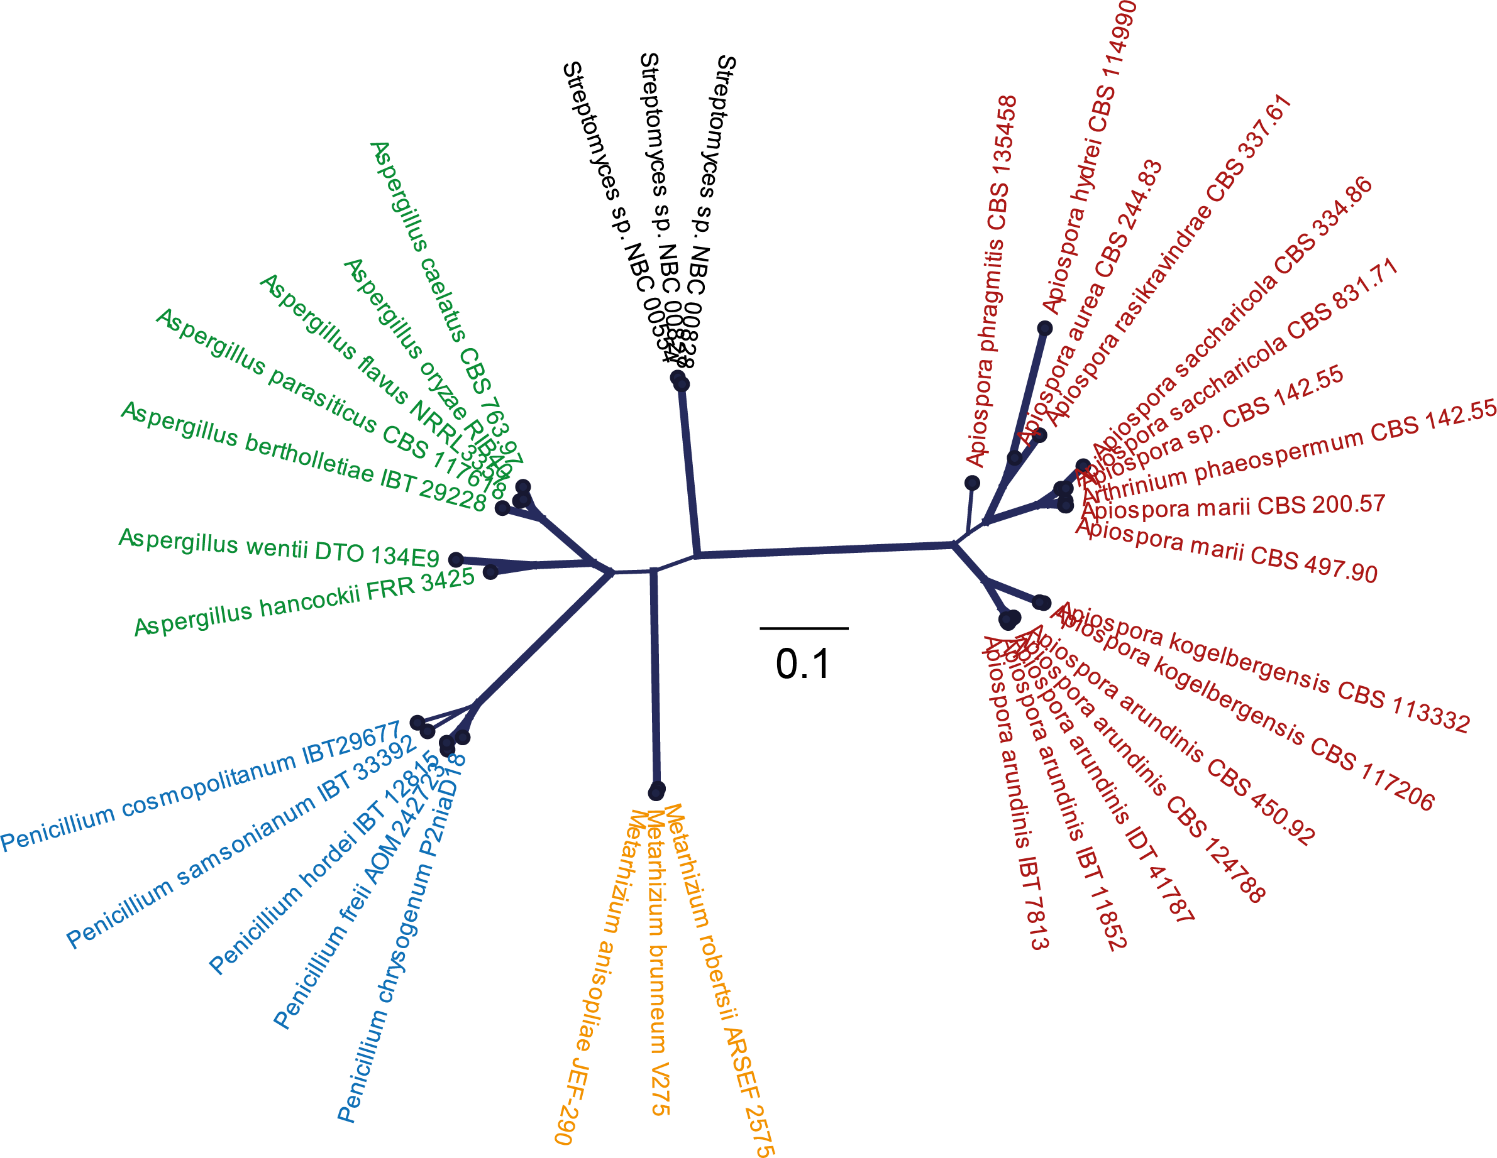 Streptomyces sp. NBC 00554
Streptomyces sp. NBC 00828
Aspergillus caelatus CBS 763.97
Aspergillus oryzae RIB40
Aspergillus flavus NRRL3357
Aspergillus parasiticus CBS 117618
Aspergillus bertholletiae IBT 29228
Aspergillus wentii DTO 134E9
Aspergillus hancockii FRR 3425
Penicillium cosmopolitanum IBT29677
Penicillium samsonianum IBT 33392
Penicillium hordei IBT 12815
Penicillium freii AOM 242723
Penicillium chrysogenum P2niaD18
Metarhizium anisopliae JEF-290
Metarhizium brunneum V275
Metarhizium robertsii ARSEF 2575
Streptomyces sp. NBC
0.1
Apiospora phragmitis CBS 135458
Apiospora hydrei CBS 114990
Apiospora aurea CBS 244.83
Apiospora rasikravindrae CBS 337.61
Apiospora saccharicola CBS 334.86
Apiospora saccharicola CBS 831.71
Apiospora sp. CBS 142.55
Arthrinium phaeospermum CBS 142.55
Apiospora marii CBS 200.57
Apiospora marii CBS 497.90
Apiospora kogelbergensis CBS 113332
Apiospora kogelbergensis CBS 117206
Apiospora arundinis CBS 450.92
Apiospora arundinis CBS 124788
Apiospora arundinis IDT 41787
Apiospora arundinis IBT 11852
Apiospora arundinis IBT 7813